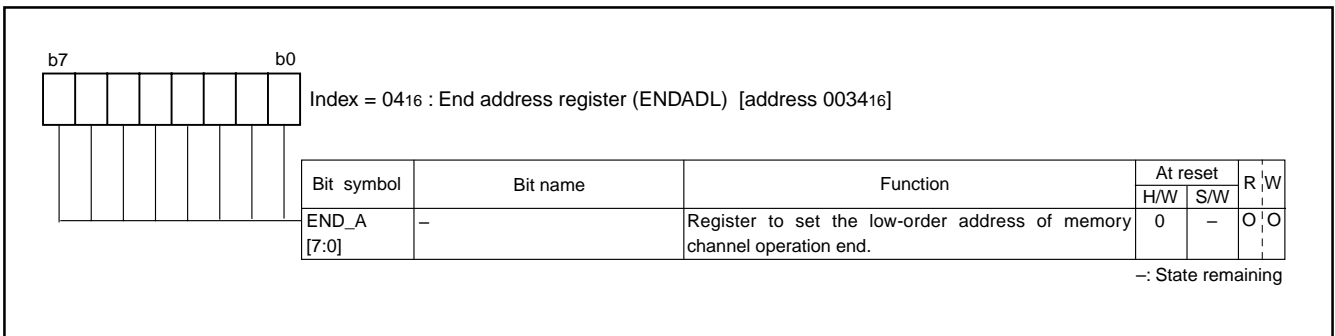 b7 b0
Index = 0416 : End address register (ENDADL) [address 003416]
Bit symbol Bit name Function At reset R W
H/W S/W
END_A – Register to set the low-order address of memory 0 – O O
[7:0] channel operation end.
–: State remaining